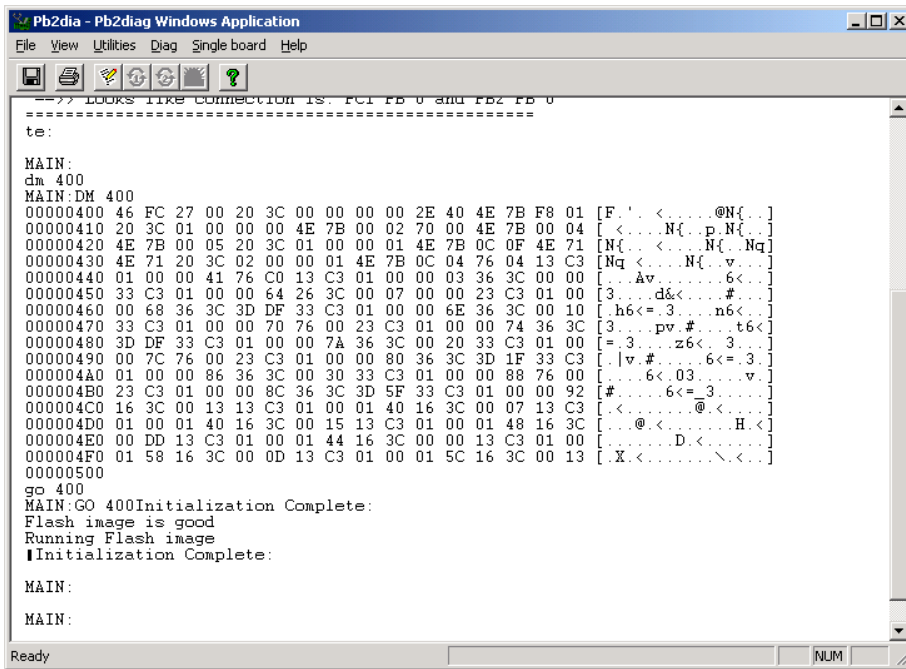 Pb2dia - Pb2diag Windows Application
File View Utilities Diag Single board Help
-->> Looks like connection is: PC1 PB 0 and PB2 PB 0
===================================================
te:
MAIN:
dm 400
MAIN:DM 400
00000400 46 FC 27 00 20 3C 00 00 00 00 2E 40 4E 7B F8 01 [F.'. <.....@N{..]
00000410 20 3C 01 00 00 00 4E 7B 00 02 70 00 4E 7B 00 04 [ <....N{..p.N{..]
00000420 4E 7B 00 05 20 3C 01 00 00 01 4E 7B 0C 0F 4E 71 [N{.. <....N{..Nq]
00000430 4E 71 20 3C 02 00 00 01 4E 7B 0C 04 76 04 13 C3 [Nq <....N{..v...]
00000440 01 00 00 41 76 C0 13 C3 01 00 00 03 36 3C 00 00 [...Av.......6<..]
00000450 33 C3 01 00 00 64 26 3C 00 07 00 00 23 C3 01 00 [3....d&<....#...]
00000460 00 68 36 3C 3D DF 33 C3 01 00 00 6E 36 3C 00 10 [.h6<=.3....n6<..]
00000470 33 C3 01 00 00 70 76 00 23 C3 01 00 00 74 36 3C [3....pv.#....t6<]
00000480 3D DF 33 C3 01 00 00 7A 36 3C 00 20 33 C3 01 00 [=.3....z6<. 3...]
00000490 00 7C 76 00 23 C3 01 00 00 80 36 3C 3D 1F 33 C3 [.|v.#.....6<=.3.]
000004A0 01 00 00 86 36 3C 00 30 33 C3 01 00 00 88 76 00 [....6<.03.....v.]
000004B0 23 C3 01 00 00 8C 36 3C 3D 5F 33 C3 01 00 00 92 [#.....6<=_3.....]
000004C0 16 3C 00 13 13 C3 01 00 01 40 16 3C 00 07 13 C3 [.<.......@.<....]
000004D0 01 00 01 40 16 3C 00 15 13 C3 01 00 01 48 16 3C [...@.<.......H.<]
000004E0 00 DD 13 C3 01 00 01 44 16 3C 00 00 13 C3 01 00 [.......D.<......]
000004F0 01 58 16 3C 00 0D 13 C3 01 00 01 5C 16 3C 00 13 [.X.<.......\.<..]
00000500
go 400
MAIN:GO 400Initialization Complete:
Flash image is good
Running Flash image
Initialization Complete:
MAIN:
MAIN:
Ready NUM